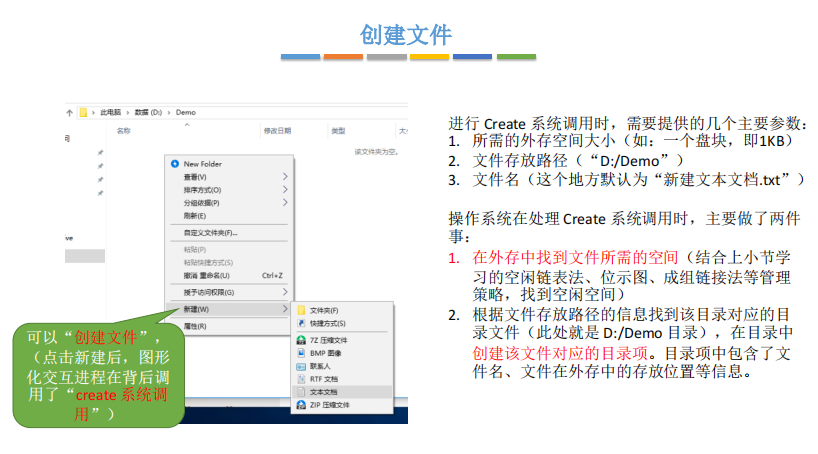 创建文件
此电脑 › 数据 (D:) › Demo
名称 修改日期 类型 大小
该文件夹为空。
New Folder
查看(V)
排序方式(O)
分组依据(P)
刷新(E)
自定义文件夹(F)...
粘贴(P)
粘贴快捷方式(S)
撤消 重命名(U) Ctrl+Z
授予访问权限(G)
新建(W)
属性(R)
文件夹(F)
快捷方式(S)
7Z 压缩文件
BMP 图像
联系人
RTF 文档
文本文档
ZIP 压缩文件
可以“创建文件”,
(点击新建后,图形
化交互进程在背后调
用了“create 系统调
用”)
进行 Create 系统调用时,需要提供的几个主要参数:
1. 所需的外存空间大小(如:一个盘块,即1KB)
2. 文件存放路径(“D:/Demo”)
3. 文件名(这个地方默认为“新建文本文档.txt”)
操作系统在处理 Create 系统调用时,主要做了两件
事:
1. 在外存中找到文件所需的空间(结合上小节学
习的空闲链表法、位示图、成组链接法等管理
策略,找到空闲空间)
2. 根据文件存放路径的信息找到该目录对应的目
录文件(此处就是 D:/Demo 目录),在目录中
创建该文件对应的目录项。目录项中包含了文
件名、文件在外存中的存放位置等信息。